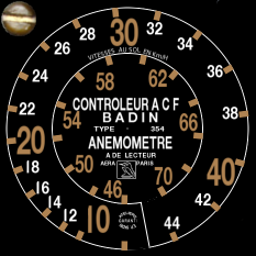 26 28 30 32 34
24 36
VITESSES AU SOL EN Km/H
22 58 62 38
CONTROLEUR A C F
54 BADIN 66
20 TYPE 354
ANEMOMETRE 40
18 A DE LECTEUR
16 AERA PARIS
50 46 70
14 12 10 42
44